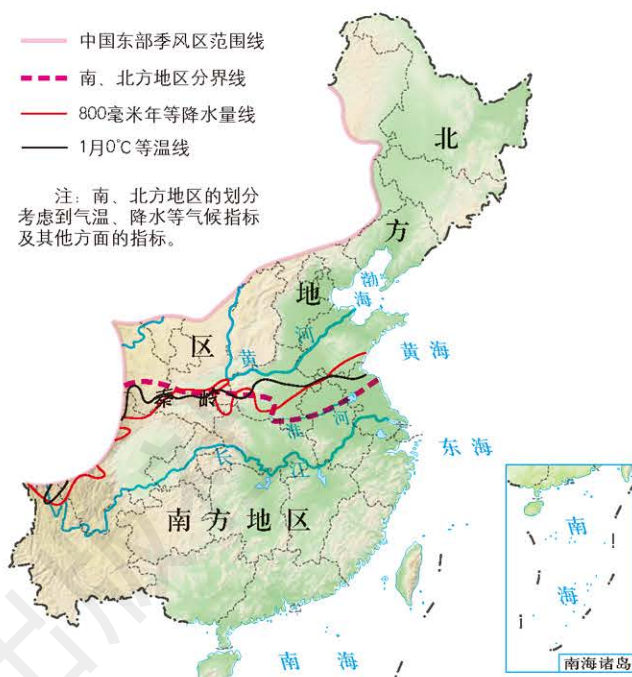 中国东部季风区范围线
南、北方地区分界线
800毫米年等降水量线
1月0℃等温线
注：南、北方地区的划分
考虑到气温、降水等气候指标
及其他方面的指标。
北
方
地
区
渤
海
黄
河
黄海
秦岭
淮河
长江
东海
南方地区
南海
南
海
南海诸岛